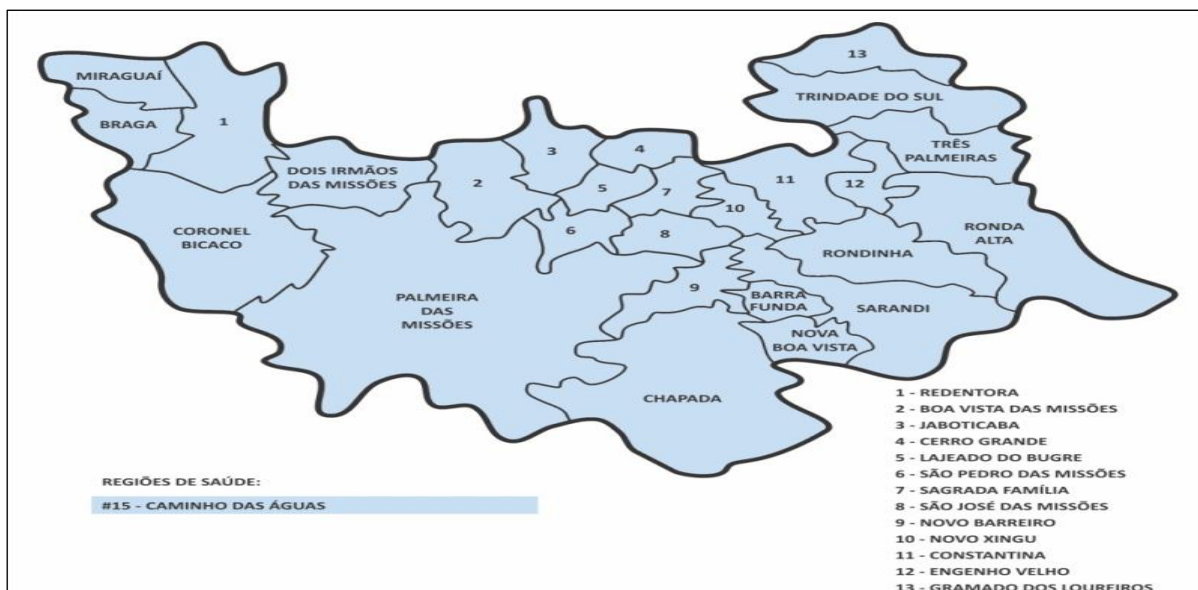 13
MIRAGUAÍ
TRINDADE DO SUL
BRAGA
1
TRÊS
PALMEIRAS
3
4
DOIS IRMÃOS
DAS MISSÕES
2
5
7
11
12
10
CORONEL
BICACO
6
8
RONDA
ALTA
RONDINHA
9
PALMEIRA
DAS
MISSÕES
BARRA
FUNDA
SARANDI
NOVA
BOA VISTA
CHAPADA
1 - REDENTORA
2 - BOA VISTA DAS MISSÕES
3 - JABOTICABA
4 - CERRO GRANDE
5 - LAJEADO DO BUGRE
6 - SÃO PEDRO DAS MISSÕES
7 - SAGRADA FAMÍLIA
8 - SÃO JOSÉ DAS MISSÕES
9 - NOVO BARREIRO
10 - NOVO XINGU
11 - CONSTANTINA
12 - ENGENHO VELHO
13 - GRAMADO DOS LOUREIROS
REGIÕES DE SAÚDE:
#15 - CAMINHO DAS ÁGUAS